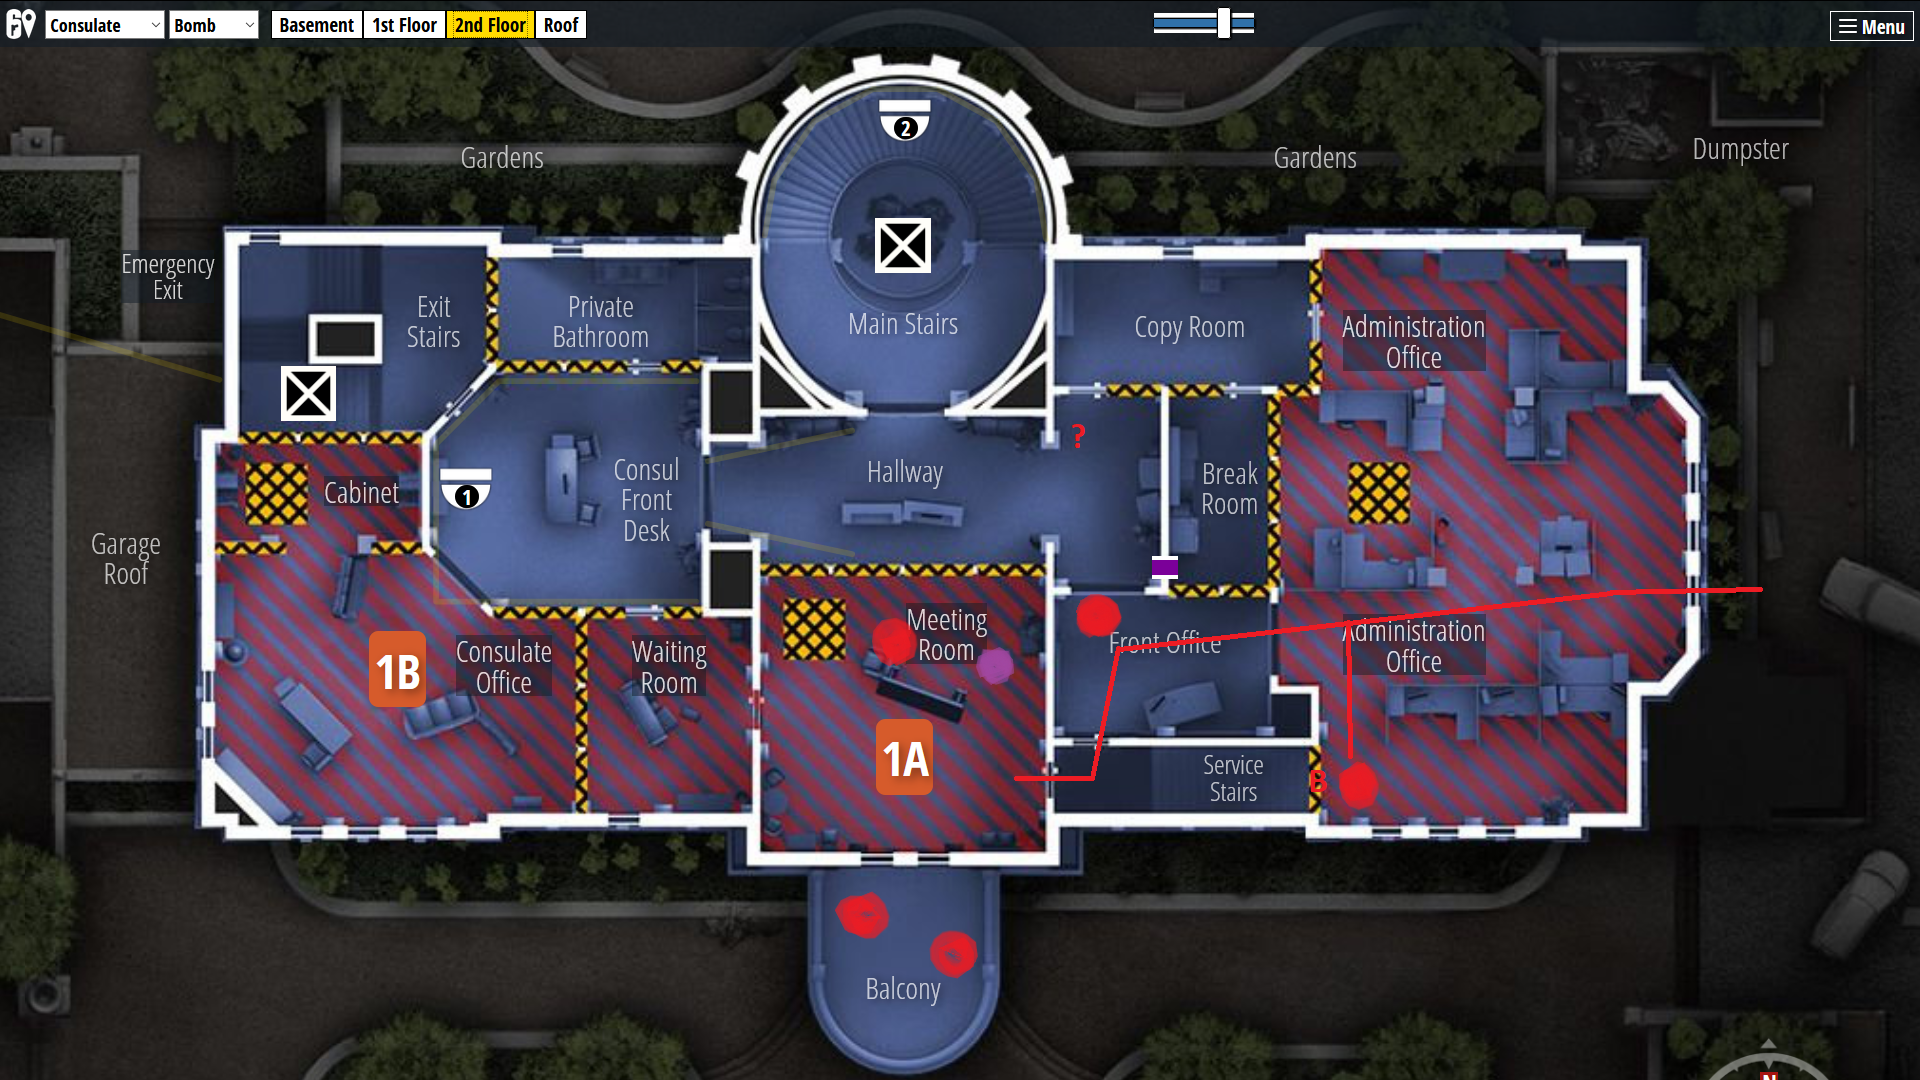 Consulate Bomb Basement 1st Floor 2nd Floor Roof Menu
2
Gardens
Gardens
Dumpster
Emergency
Exit
Exit
Stairs
Private
Bathroom
Main Stairs
Copy Room
Administration
Office
?
Cabinet
1
Consul
Front
Desk
Hallway
Break
Room
Garage
Roof
1B
Consulate
Office
Waiting
Room
Meeting
Room
Front Office
Administration
Office
1A
Service
Stairs
B
Balcony
N